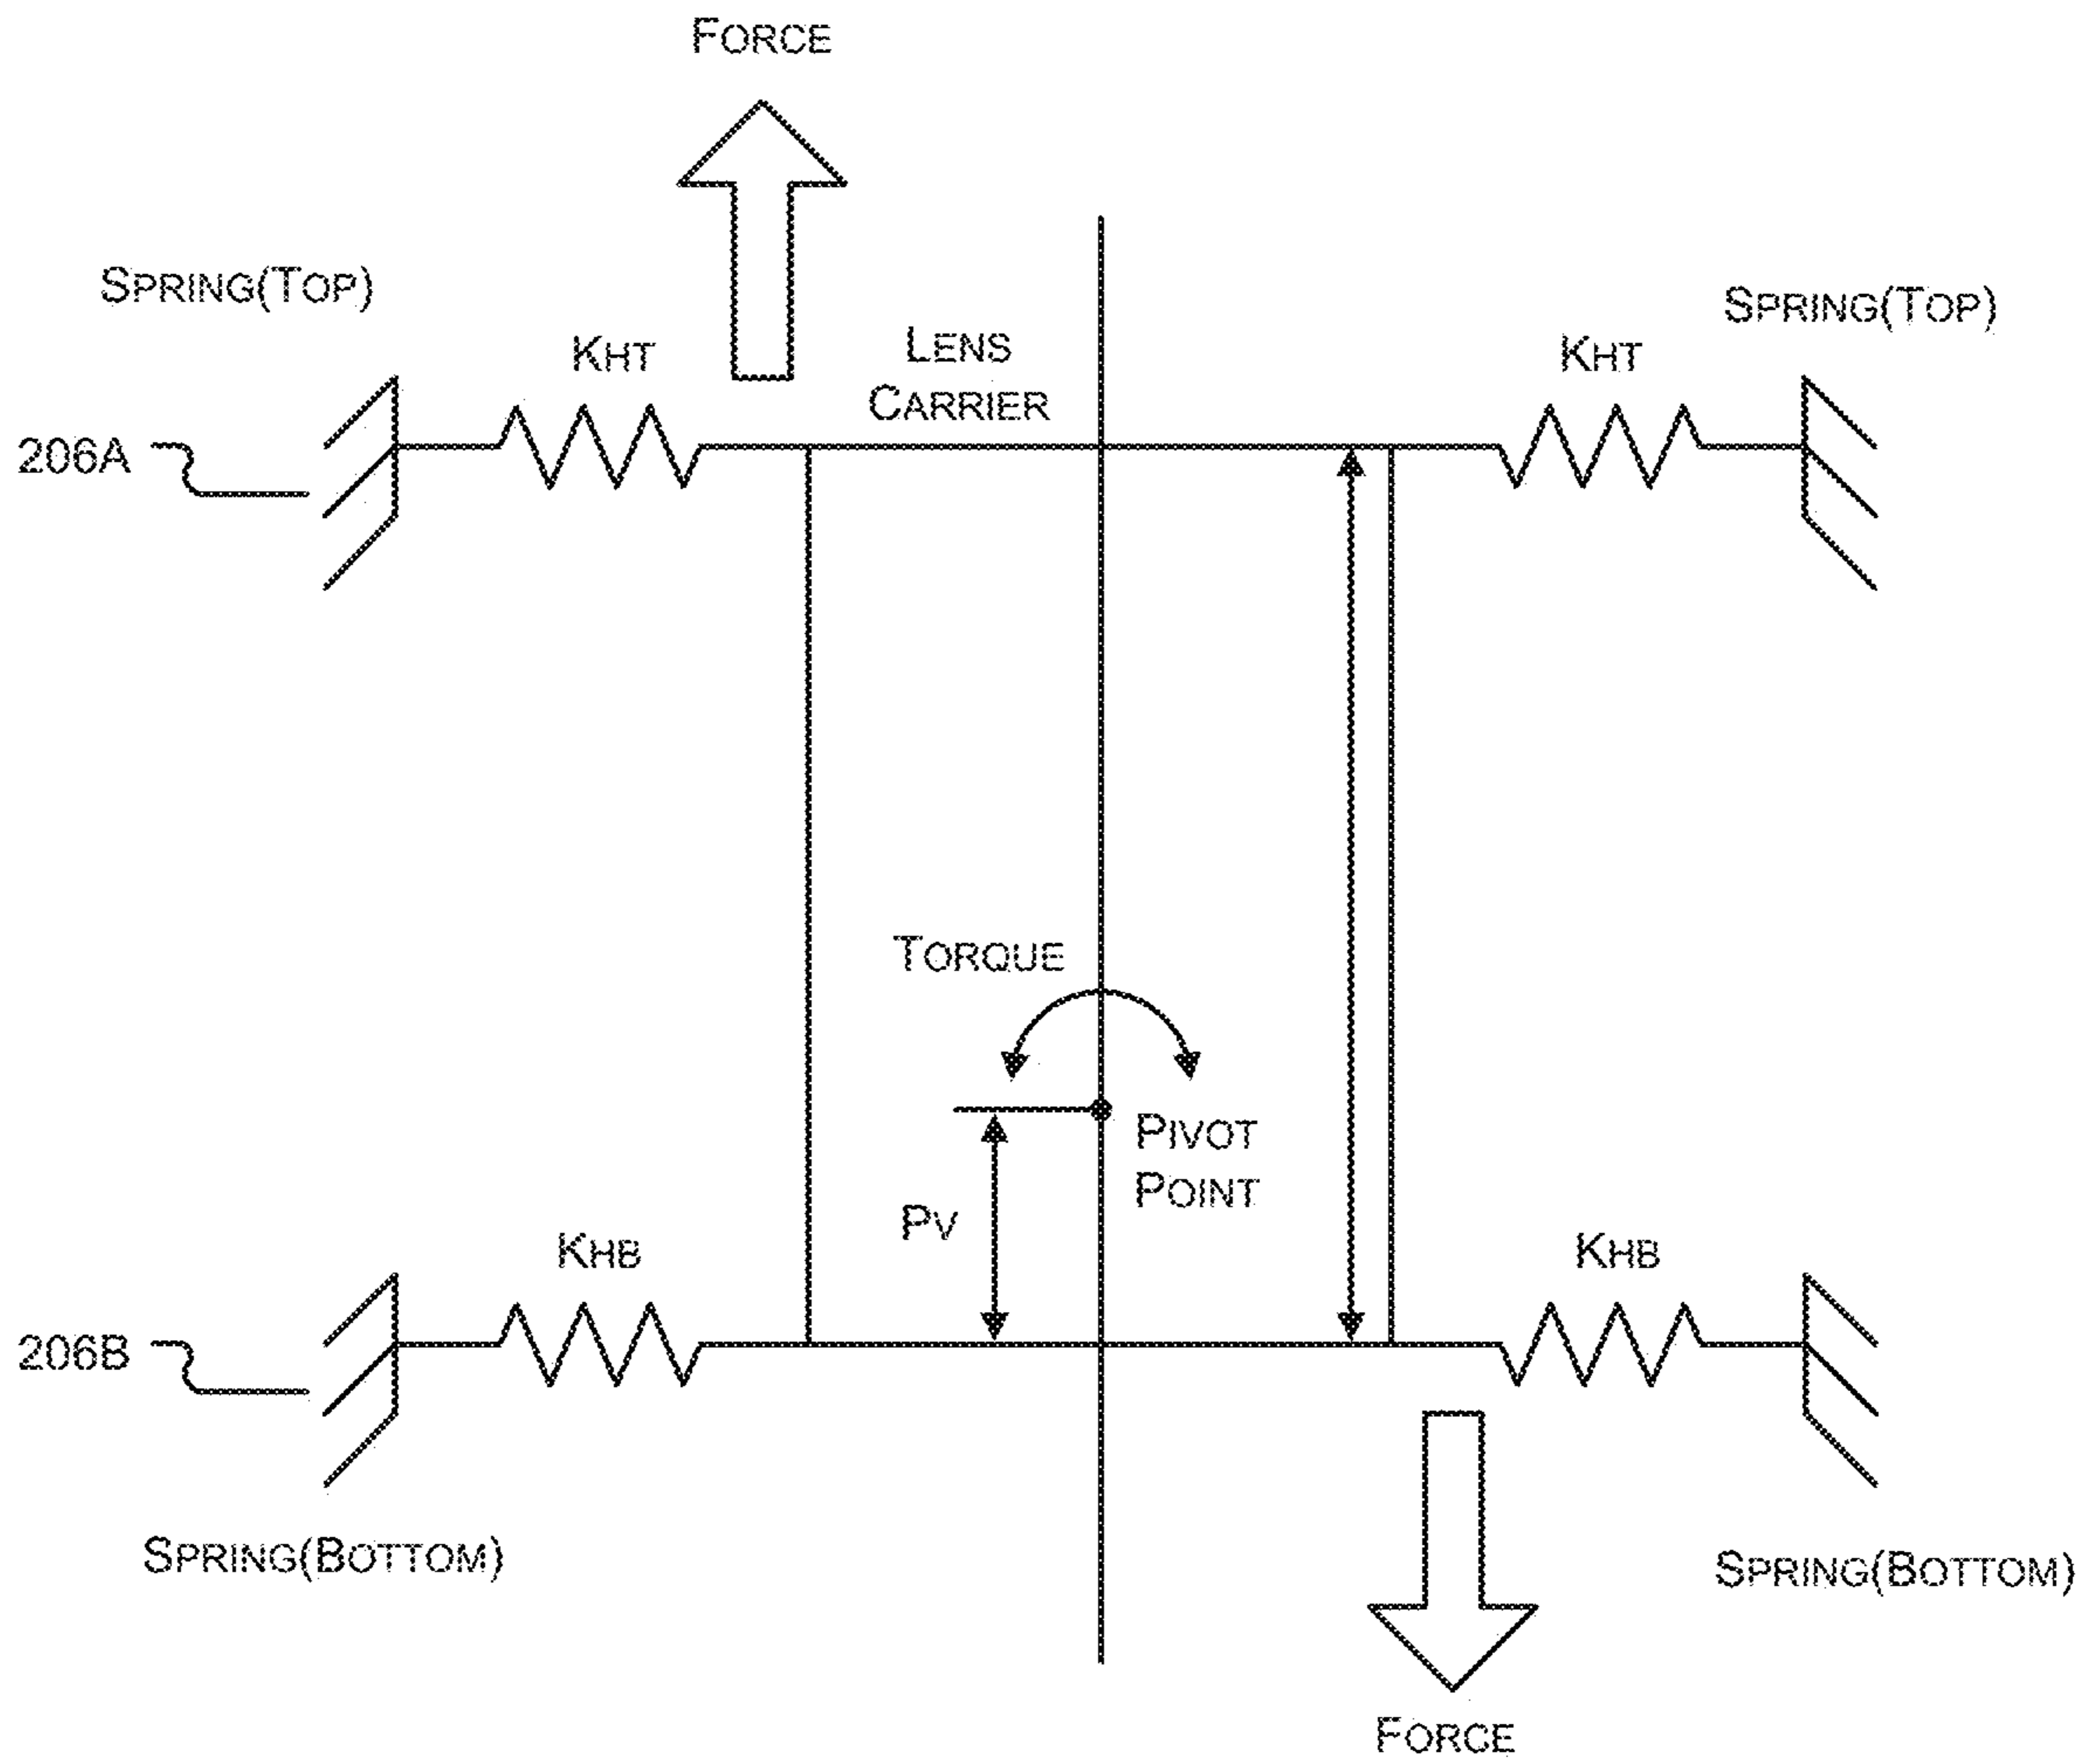 FORCE
SPRING(TOP)
SPRING(TOP)
KHT
LENS
CARRIER
KHT
206A
TORQUE
PIVOT
POINT
PV
KHB
KHB
206B
SPRING(BOTTOM)
SPRING(BOTTOM)
FORCE